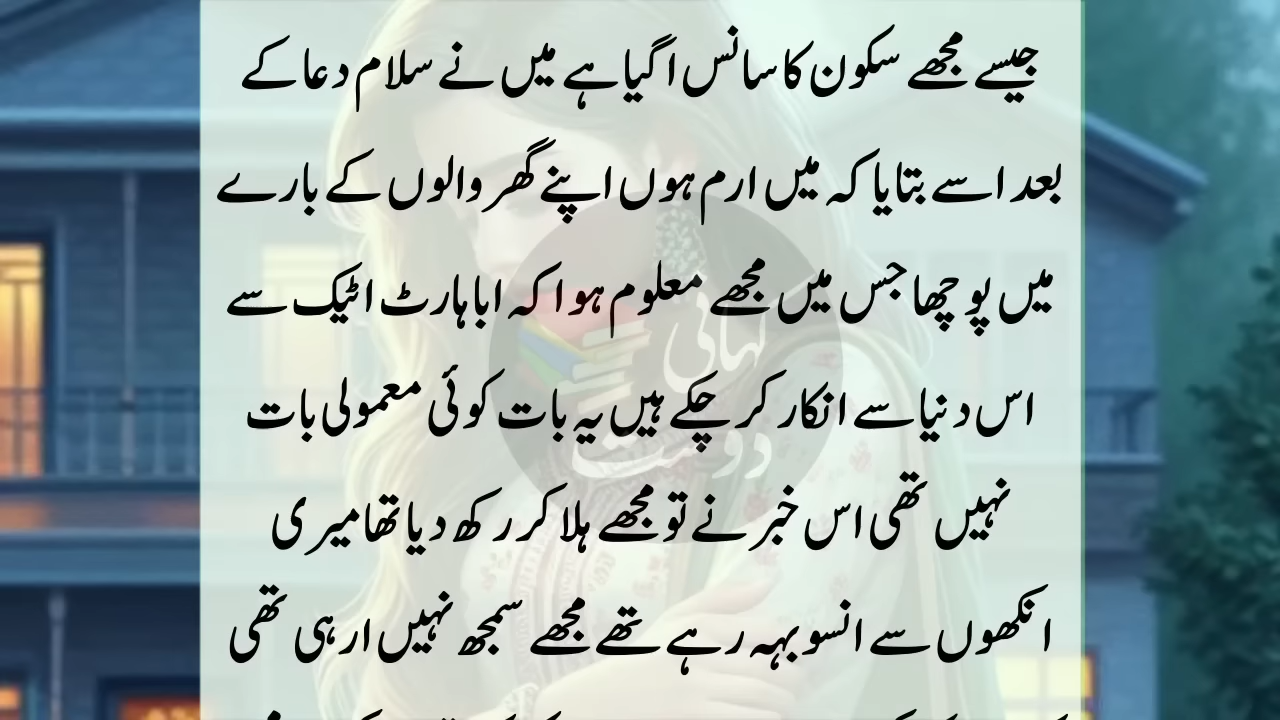 جیسے مجھے سکون کا سانس اگیا ہے میں نے سلام دعا کے
بعد اسے بتایا کہ میں ارم ہوں اپنے گھر والوں کے بارے
میں پوچھا جس میں مجھے معلوم ہوا کہ ابا ہارٹ اٹیک سے
اس دنیا سے انکار کر چکے ہیں یہ بات کوئی معمولی بات
نہیں تھی اس خبر نے تو مجھے ہلا کر رکھ دیا تھا میری
انکھوں سے انسو بہہ رہے تھے مجھے سمجھ نہیں ارہی تھی
کہانی
دوست